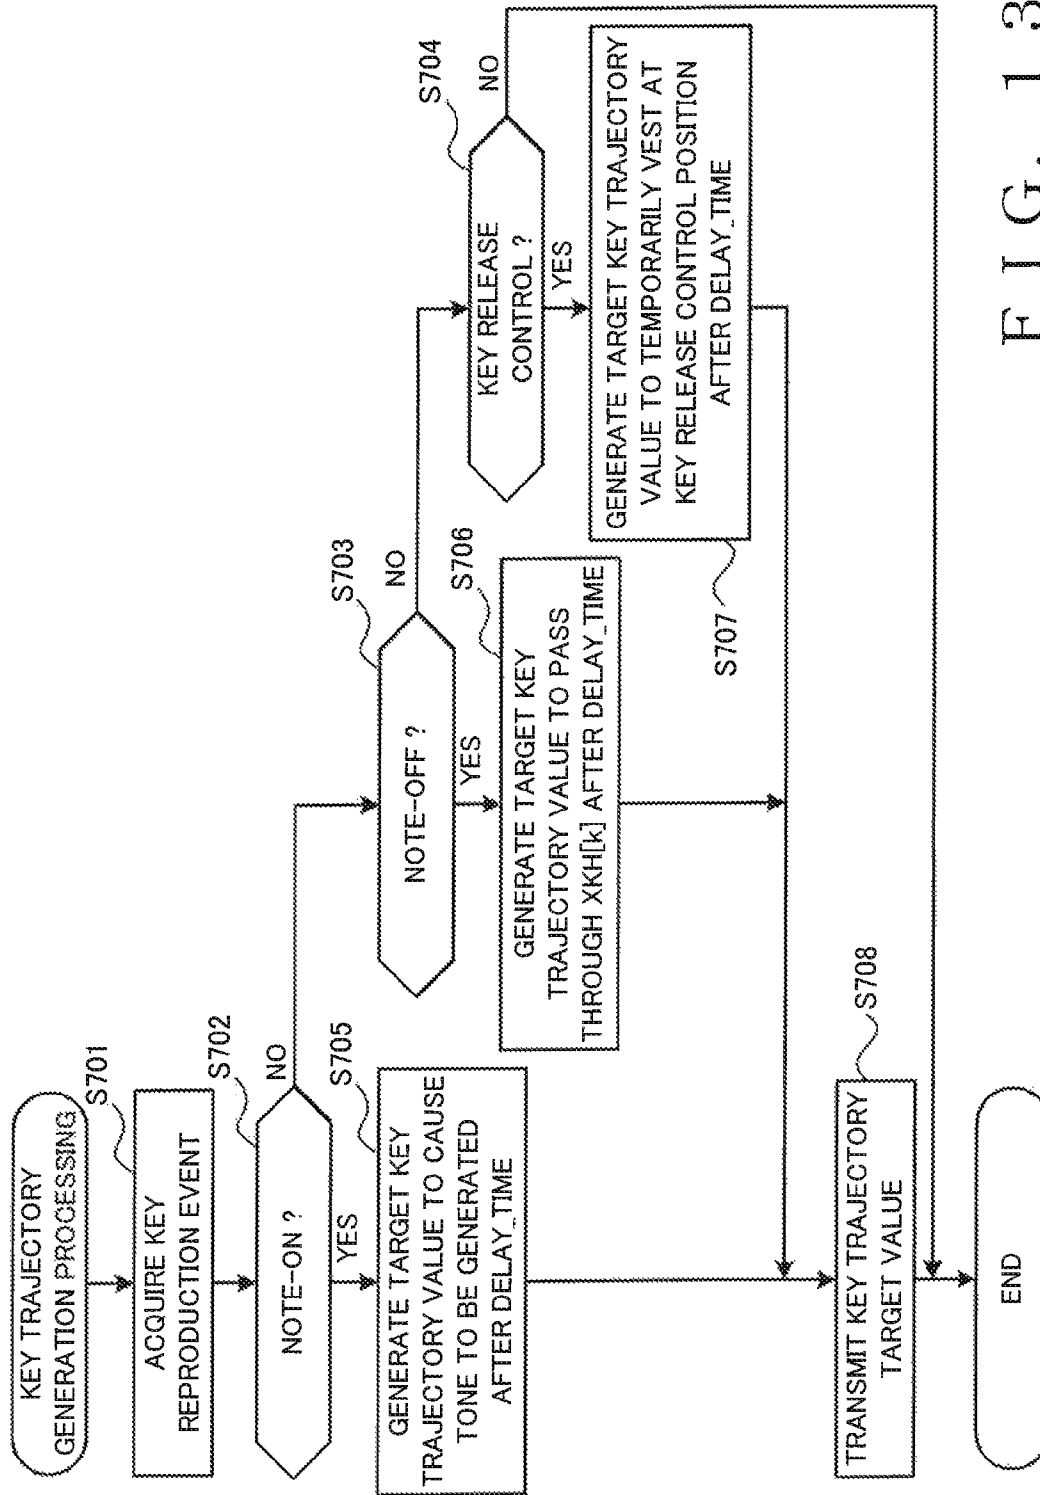 KEY TRAJECTORY
GENERATION PROCESSING
S701
ACQUIRE KEY
REPRODUCTION EVENT
S702
NOTE-ON ?
NO
YES
S703
NOTE-OFF ?
NO
YES
S704
KEY RELEASE
CONTROL ?
NO
YES
S705
GENERATE TARGET KEY
TRAJECTORY VALUE TO CAUSE
TONE TO BE GENERATED
AFTER DELAY_TIME
S706
GENERATE TARGET KEY
TRAJECTORY VALUE TO PASS
THROUGH XKH[k] AFTER DELAY_TIME
S707
GENERATE TARGET KEY TRAJECTORY
VALUE TO TEMPORARILY VEST AT
KEY RELEASE CONTROL POSITION
AFTER DELAY_TIME
S708
TRANSMIT KEY TRAJECTORY
TARGET VALUE
END
FIG. 13